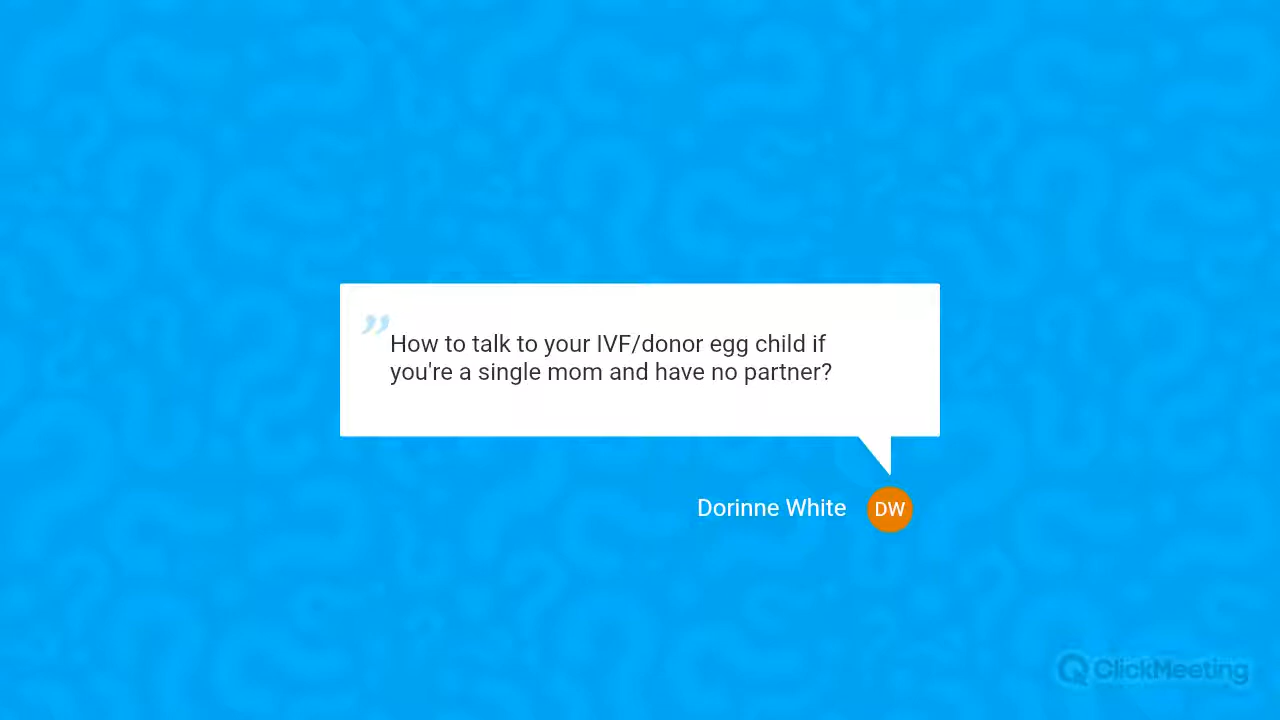 ”
How to talk to your IVF/donor egg child if
you're a single mom and have no partner?
Dorinne White
DW
ClickMeeting